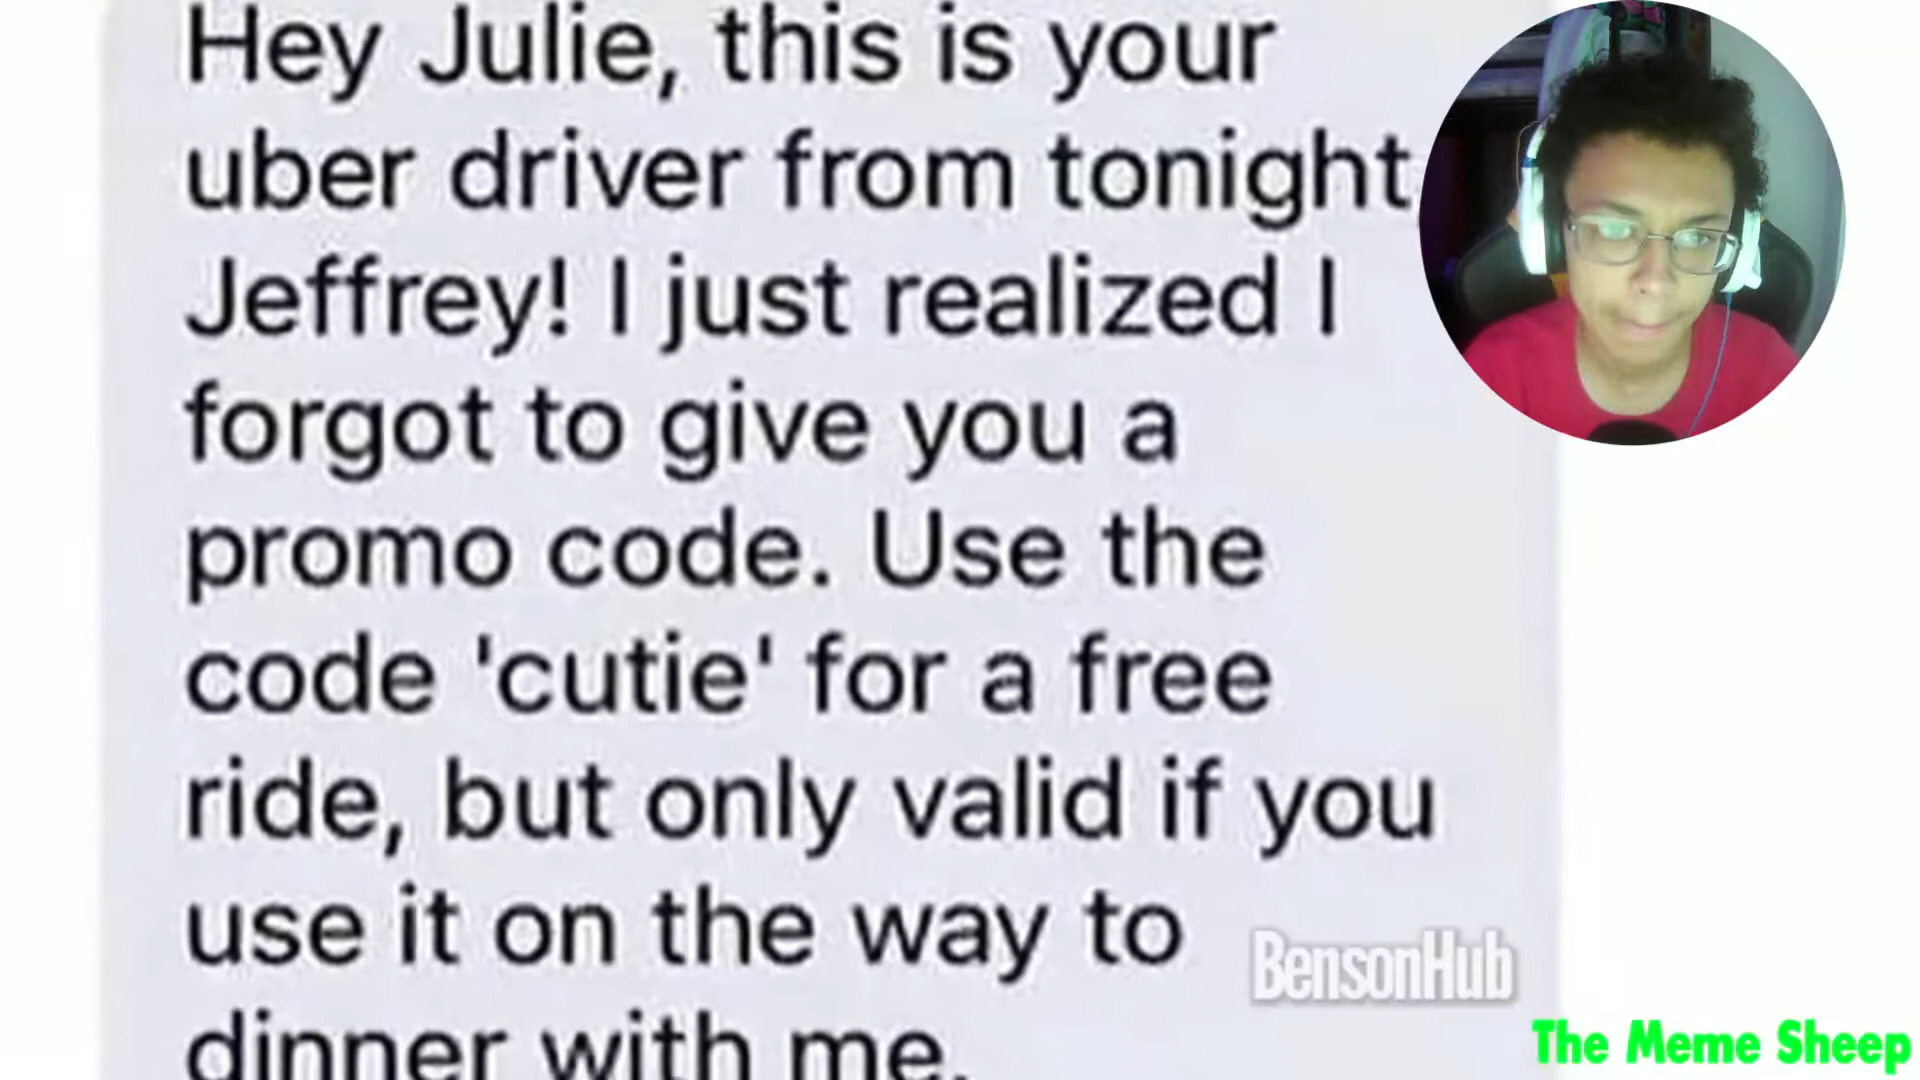 Hey Julie, this is your
uber driver from tonight
Jeffrey! I just realized I
forgot to give you a
promo code. Use the
code 'cutie' for a free
ride, but only valid if you
use it on the way to
dinner with me.
BensonHub
The Meme Sheep